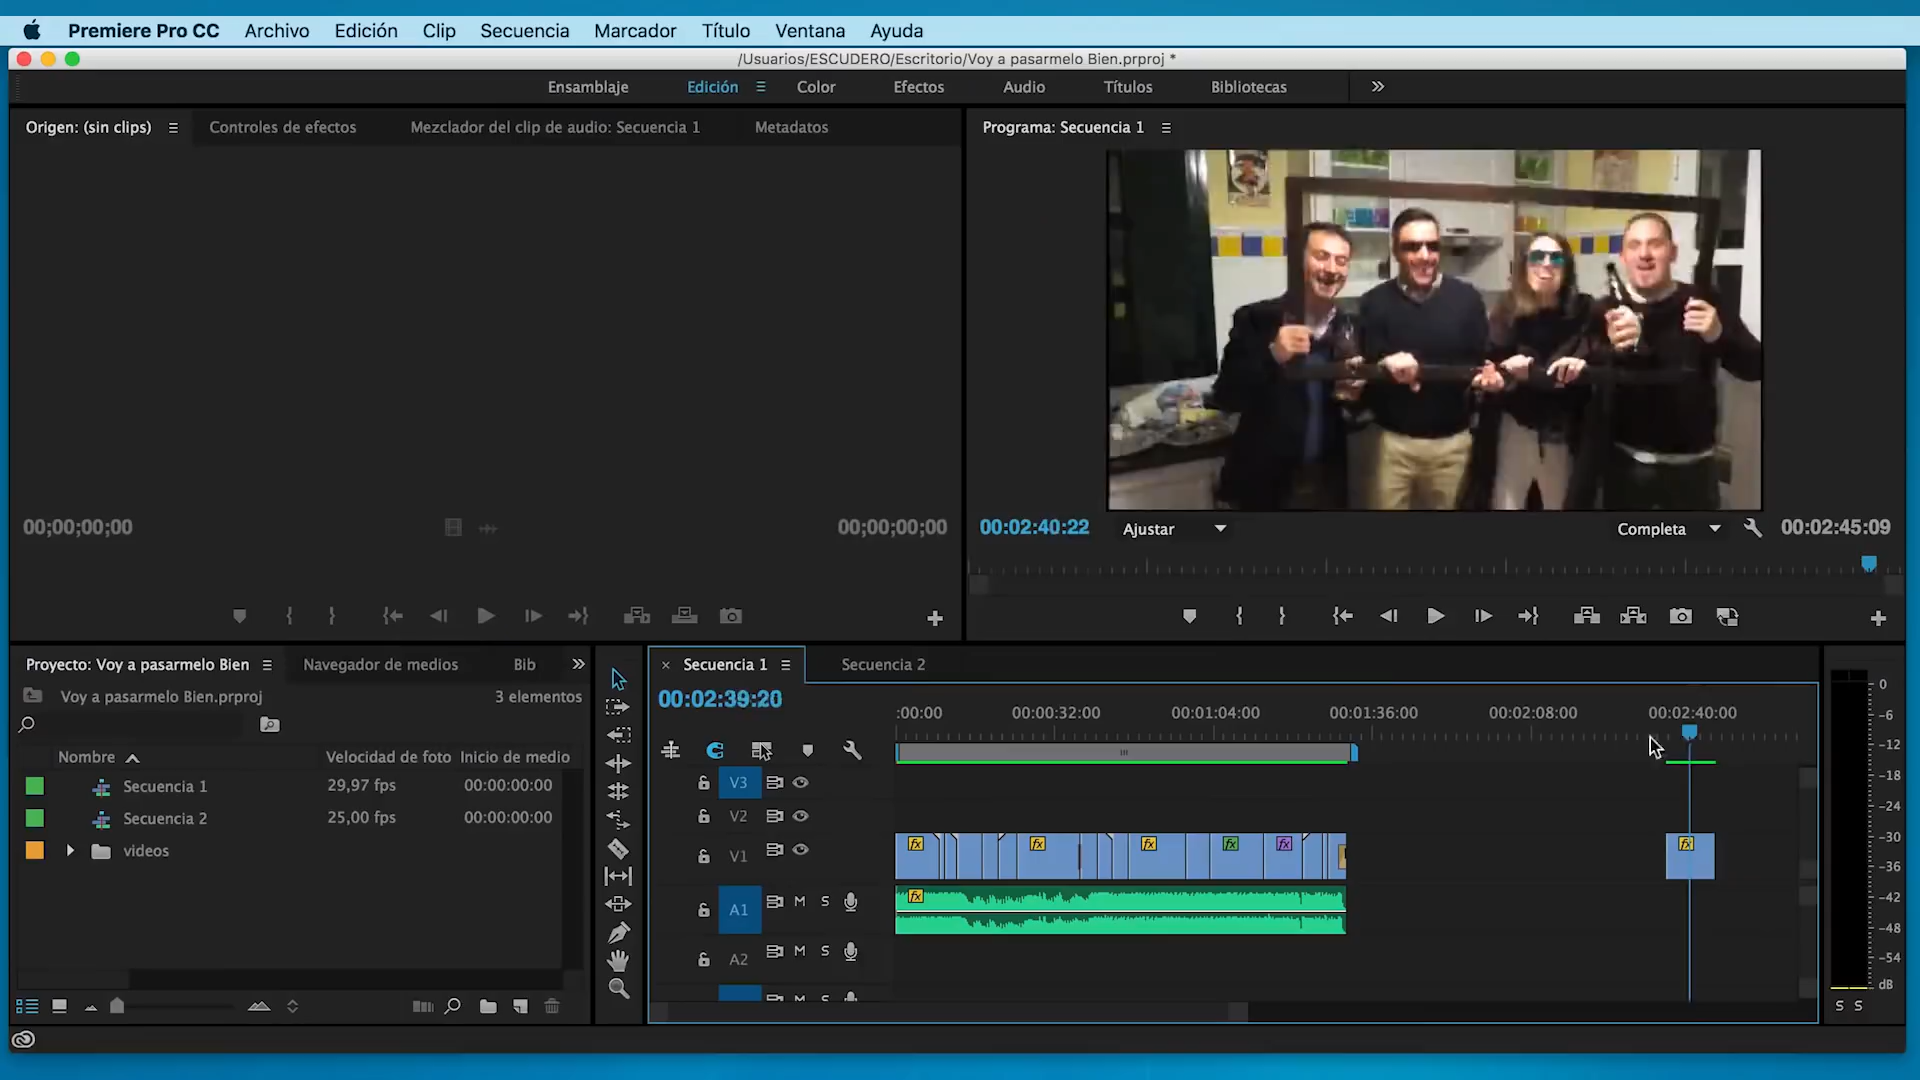 Premiere Pro CC Archivo Edición Clip Secuencia Marcador Título Ventana Ayuda
/Usuarios/ESCUDERO/Escritorio/Voy a pasarmelo Bien.prproj *
Ensamblaje Edición Color Efectos Audio Títulos Bibliotecas
Origen: (sin clips) Controles de efectos Mezclador del clip de audio: Secuencia 1 Metadatos
Programa: Secuencia 1
00;00;00;00 00;00;00;00
00:02:40:22 Ajustar Completa 00:02:45:09
Proyecto: Voy a pasarmelo Bien Navegador de medios Bib
Voy a pasarmelo Bien.prproj 3 elementos
Nombre Velocidad de foto Inicio de medio
Secuencia 1 29,97 fps 00:00:00:00
Secuencia 2 25,00 fps 00:00:00:00
videos
Secuencia 1 Secuencia 2
00:02:39:20
:00:00 00:00:32:00 00:01:04:00 00:01:36:00 00:02:08:00 00:02:40:00
V3
V2
V1 fx fx fx fx fx fx
A1 M S fx
A2 M S
M S
0
-6
-12
-18
-24
-30
-36
-42
-48
-54
dB
S S